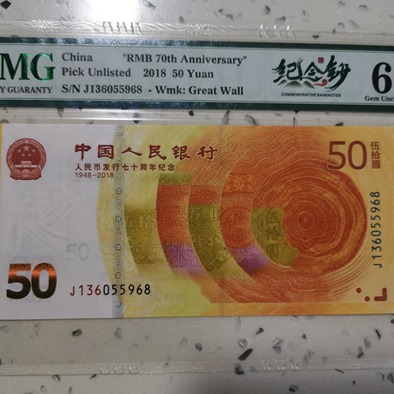 MG
Y GUARANTY
China "RMB 70th Anniversary"
Pick Unlisted 2018 50 Yuan
S/N J136055968 - Wmk: Great Wall
纪念钞
COMMEMORATIVE BANKNOTES
6
Gem Unc
中国人民银行
人民币发行七十周年纪念
1948-2018
50
伍拾圆
J136055968
50
50
J136055968